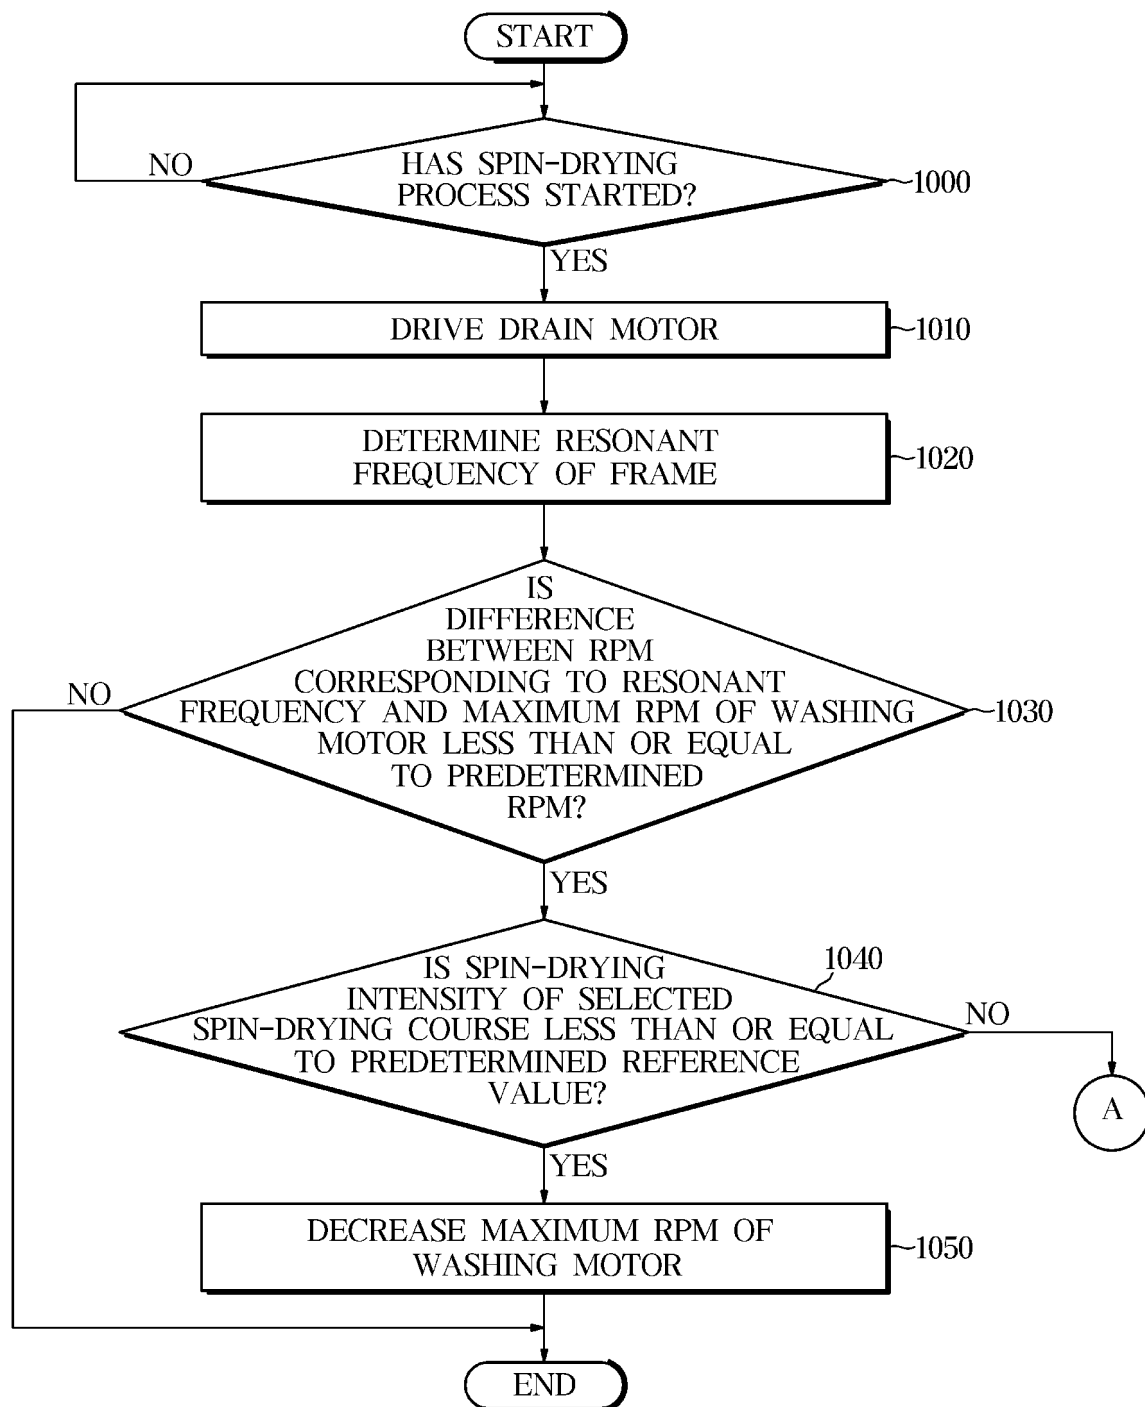 START
NO
HAS SPIN-DRYING
PROCESS STARTED?
1000
YES
DRIVE DRAIN MOTOR
1010
DETERMINE RESONANT
FREQUENCY OF FRAME
1020
IS
DIFFERENCE
BETWEEN RPM
CORRESPONDING TO RESONANT
FREQUENCY AND MAXIMUM RPM OF WASHING
MOTOR LESS THAN OR EQUAL
TO PREDETERMINED
RPM?
NO
1030
YES
IS SPIN-DRYING
INTENSITY OF SELECTED
SPIN-DRYING COURSE LESS THAN OR EQUAL
TO PREDETERMINED REFERENCE
VALUE?
1040
NO
A
YES
DECREASE MAXIMUM RPM OF
WASHING MOTOR
1050
END